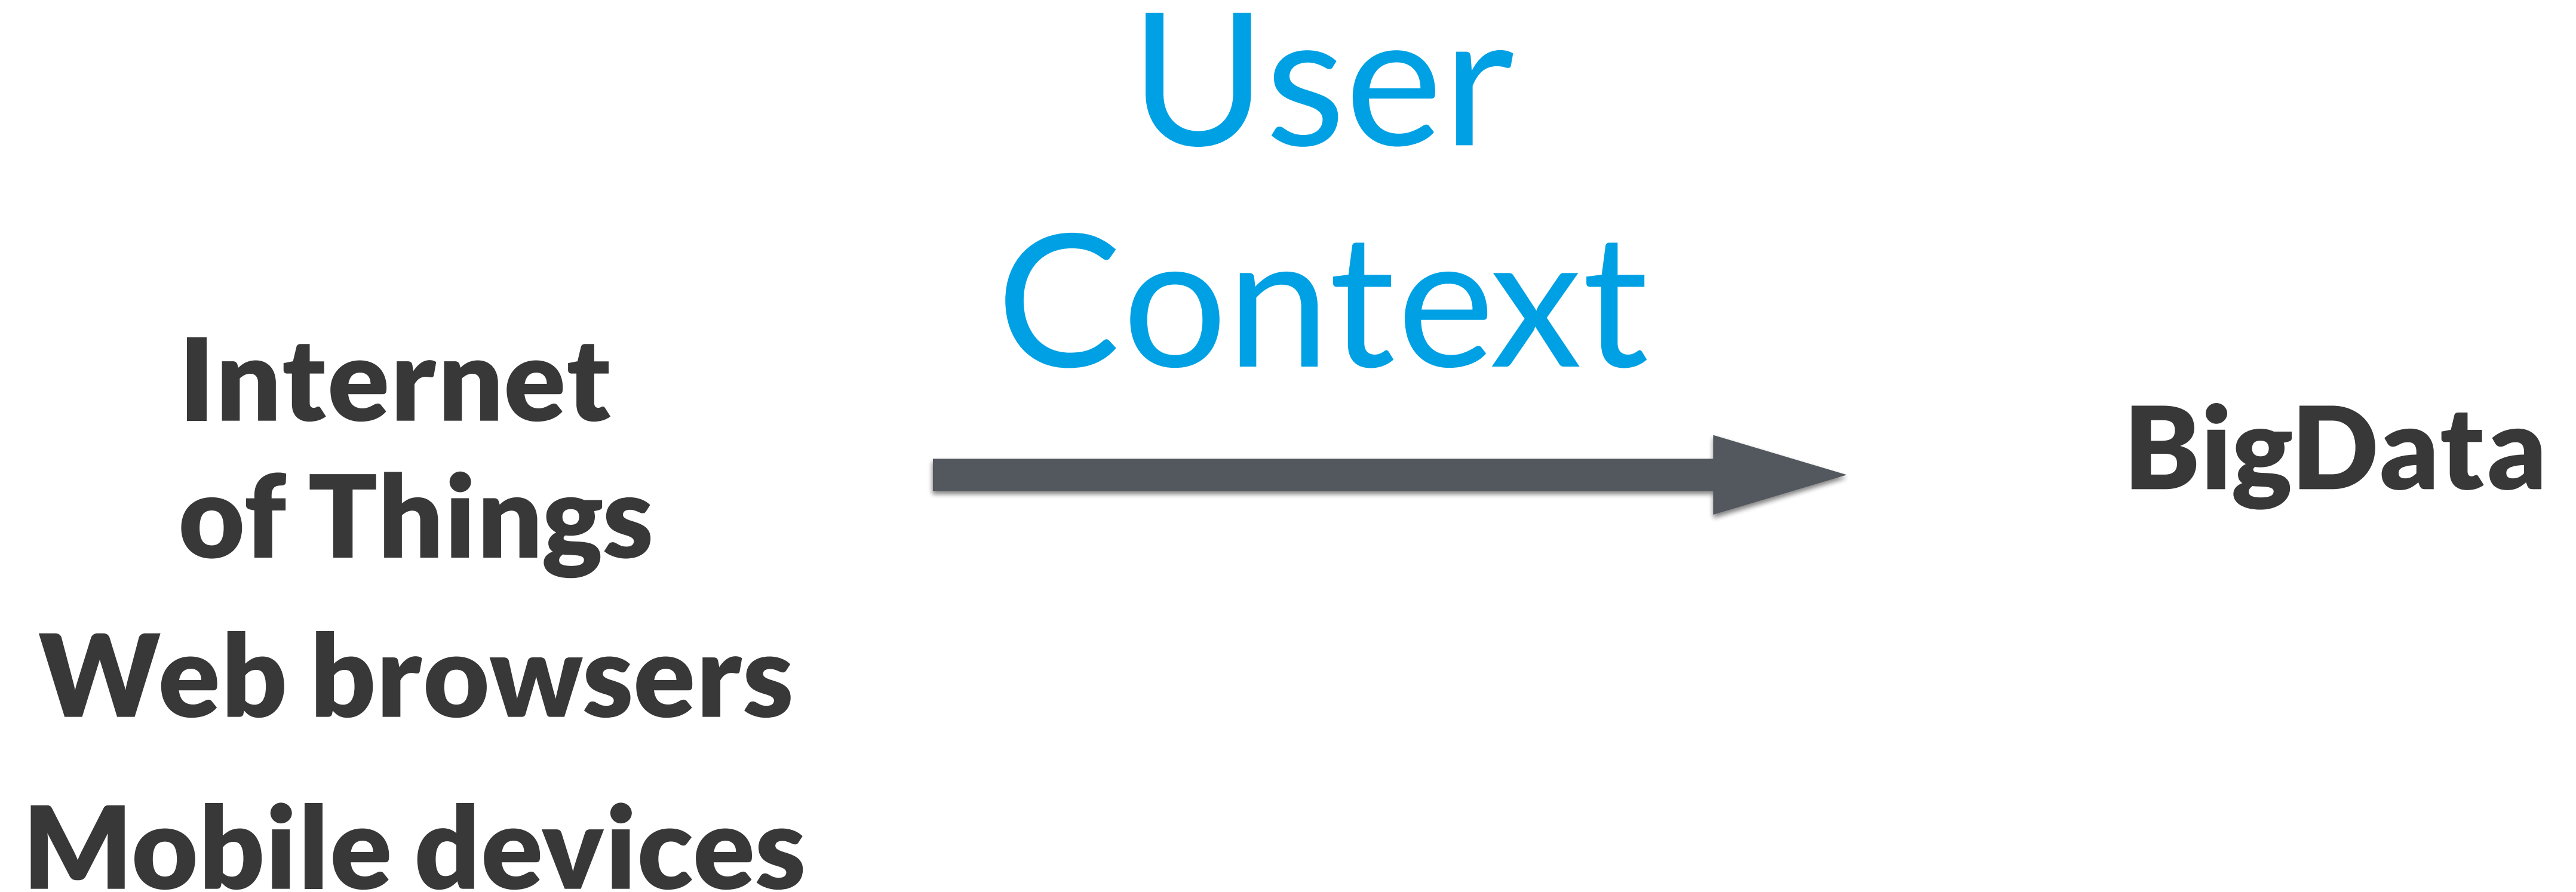 User
Context
Internet
of Things
Web browsers
Mobile devices
BigData